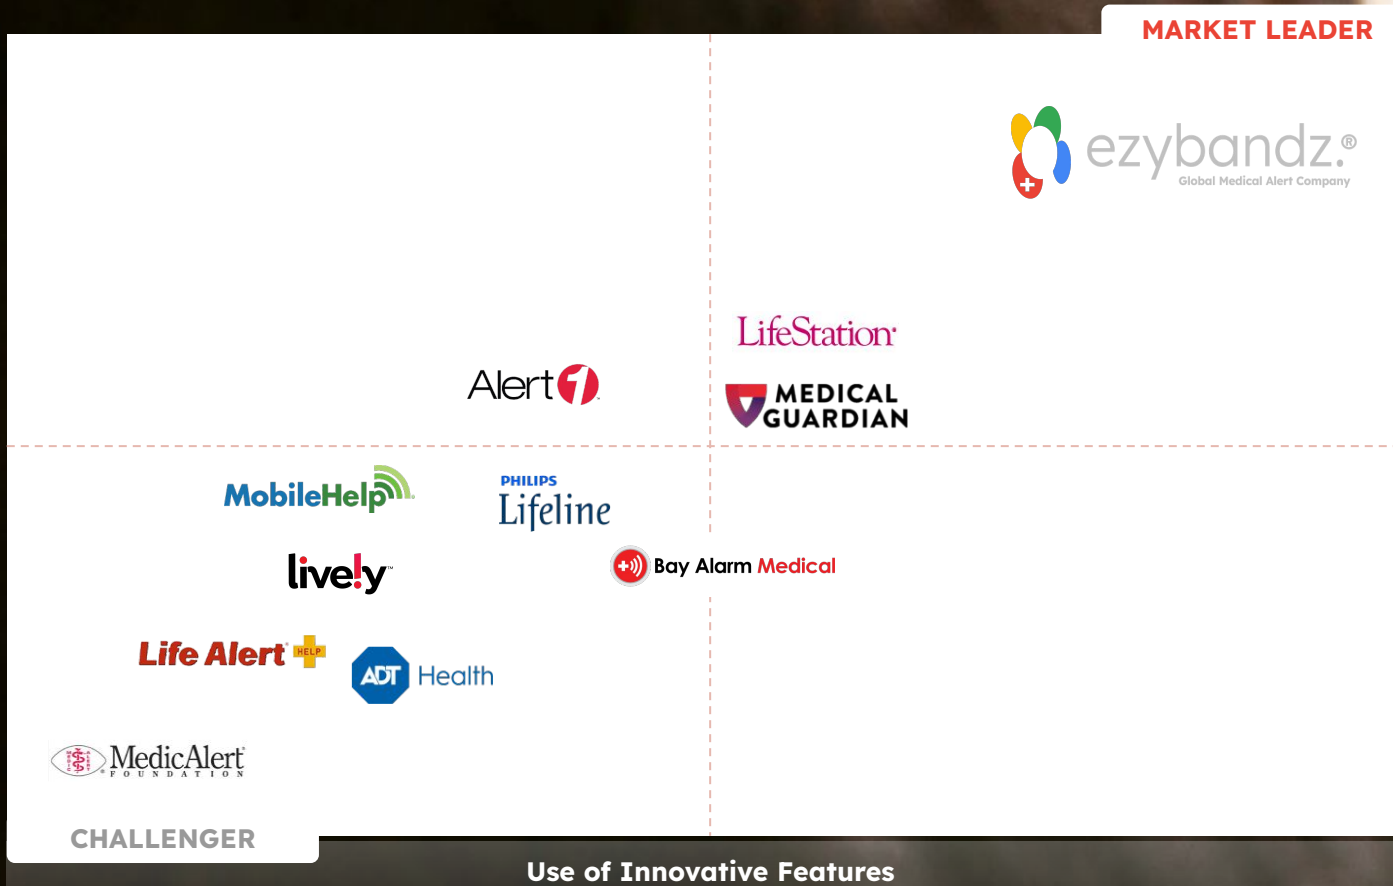 MARKET LEADER
ezybandz.®
Global Medical Alert Company
LifeStation
Alert1
MEDICAL
GUARDIAN
MobileHelp
PHILIPS
Lifeline
lively™
Bay Alarm Medical
Life Alert® HELP
ADT Health
MedicAlert
FOUNDATION
CHALLENGER
Use of Innovative Features